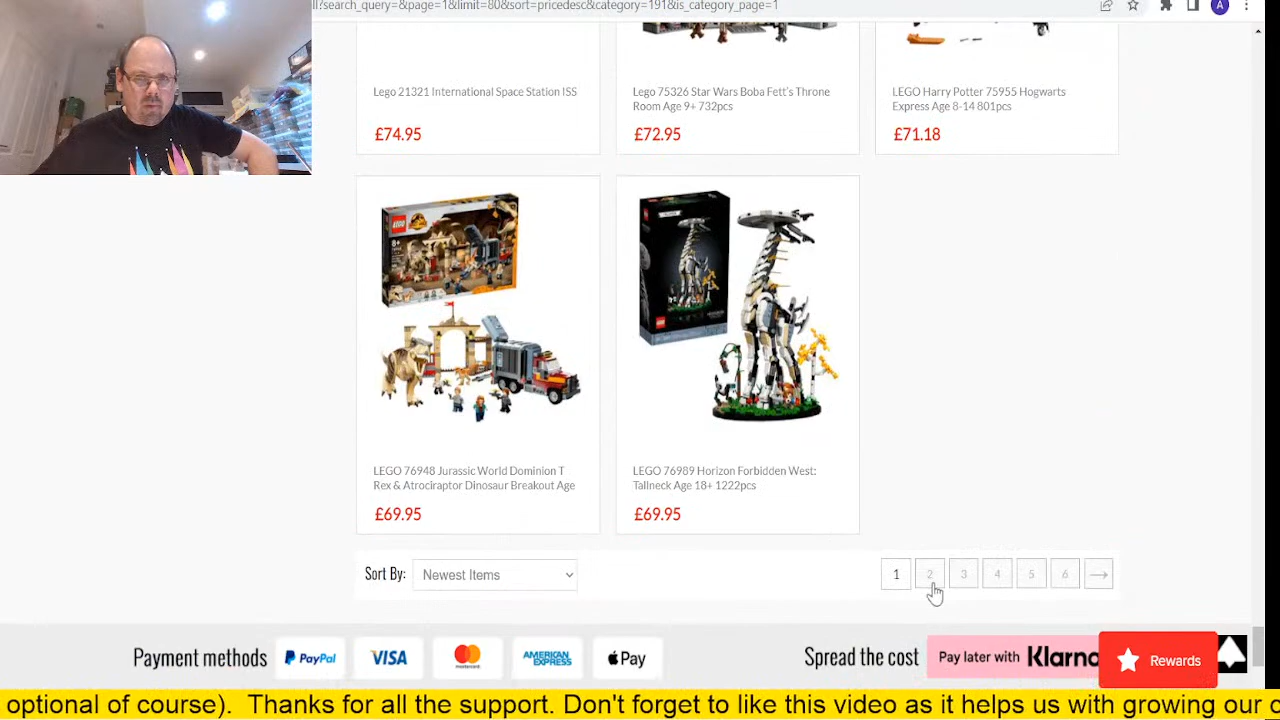 ll?search_query=&page=1&limit=80&sort=pricedesc&category=191&is_category_page=1
A
Lego 21321 International Space Station ISS
£74.95
Lego 75326 Star Wars Boba Fett's Throne
Room Age 9+ 732pcs
£72.95
LEGO Harry Potter 75955 Hogwarts
Express Age 8-14 801pcs
£71.18
LEGO
8+
LEGO 76948 Jurassic World Dominion T
Rex & Atrociraptor Dinosaur Breakout Age
£69.95
LEGO 76989 Horizon Forbidden West:
Tallneck Age 18+ 1222pcs
£69.95
Sort By:
Newest Items
1 2 3 4 5 6 →
Payment methods
PayPal
VISA
mastercard
AMERICAN
EXPRESS
Pay
Spread the cost
Pay later with Klarna
Rewards
optional of course). Thanks for all the support. Don't forget to like this video as it helps us with growing our c